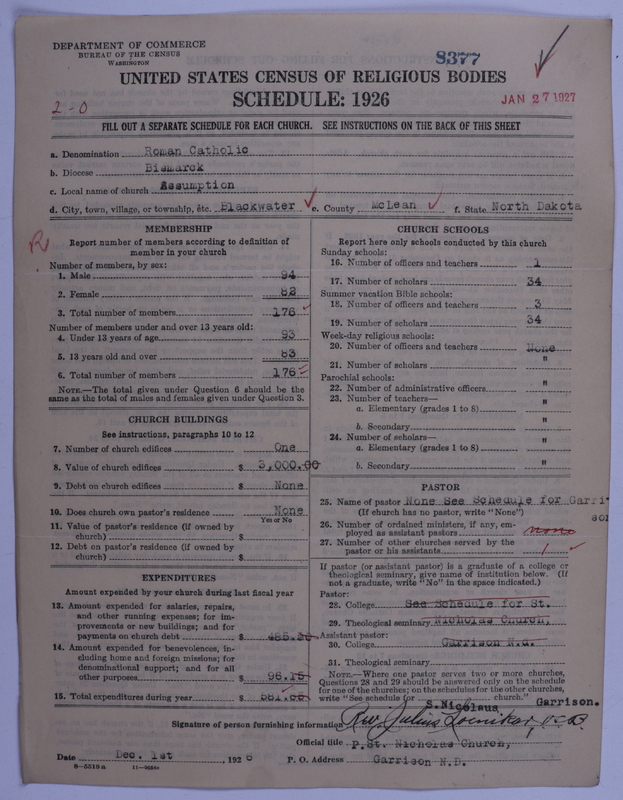 DEPARTMENT OF COMMERCE
BUREAU OF THE CENSUS
WASHINGTON
8377
UNITED STATES CENSUS OF RELIGIOUS BODIES
SCHEDULE: 1926
2-0
JAN 27 1927
FILL OUT A SEPARATE SCHEDULE FOR EACH CHURCH. SEE INSTRUCTIONS ON THE BACK OF THIS SHEET
a. Denomination Roman Catholic
b. Diocese Bismarck
c. Local name of church Assumption
d. City, town, village, or township, etc. Blackwater e. County McLean f. State North Dakota
R
MEMBERSHIP
Report number of members according to definition of
member in your church
Number of members, by sex:
1. Male 94
2. Female 82
3. Total number of members 176
Number of members under and over 13 years old:
4. Under 13 years of age 93
5. 13 years old and over 83
6. Total number of members 176
NOTE.—The total given under Question 6 should be the
same as the total of males and females given under Question 3.
CHURCH BUILDINGS
See instructions, paragraphs 10 to 12
7. Number of church edifices One
8. Value of church edifices $ 3,000.00
9. Debt on church edifices $ None
10. Does church own pastor's residence None
Yes or No
11. Value of pastor's residence (if owned by
church) $
12. Debt on pastor's residence (if owned by
church) $
EXPENDITURES
Amount expended by your church during last fiscal year
13. Amount expended for salaries, repairs,
and other running expenses; for im-
provements or new buildings; and for
payments on church debt $
14. Amount expended for benevolences, in-
cluding home and foreign missions; for
denominational support; and for all
other purposes $ 96.15
15. Total expenditures during year $
CHURCH SCHOOLS
Report here only schools conducted by this church
Sunday schools:
16. Number of officers and teachers 1
17. Number of scholars 34
Summer vacation Bible schools:
18. Number of officers and teachers 3
19. Number of scholars 34
Week-day religious schools:
20. Number of officers and teachers None
21. Number of scholars "
Parochial schools:
22. Number of administrative officers "
23. Number of teachers—
a. Elementary (grades 1 to 8) "
b. Secondary "
24. Number of scholars—
a. Elementary (grades 1 to 8) "
b. Secondary "
PASTOR
25. Name of pastor None See Schedule for Garri
(If church has no pastor, write "None") son
26. Number of ordained ministers, if any, em-
ployed as assistant pastors none
27. Number of other churches served by the
pastor or his assistants 1
If pastor (or assistant pastor) is a graduate of a college or
theological seminary, give name of institution below. (If
not a graduate, write "No" in the space indicated.)
Pastor:
28. College See Schedule for St.
29. Theological seminary Nicholas Church,
Assistant pastor:
30. College Garrison N.d.
31. Theological seminary
NOTE.—Where one pastor serves two or more churches,
Questions 28 and 29 should be answered only on the schedule
for one of the churches; on the schedules for the other churches,
write "See schedule for S.Nicolaus church." Garrison.
Signature of person furnishing information Rev. Julius
Official title P.St. Nicholas Church,
Date Dec. 1st, 1926 P. O. Address Garrison N.D.
8-5518a 11-9654